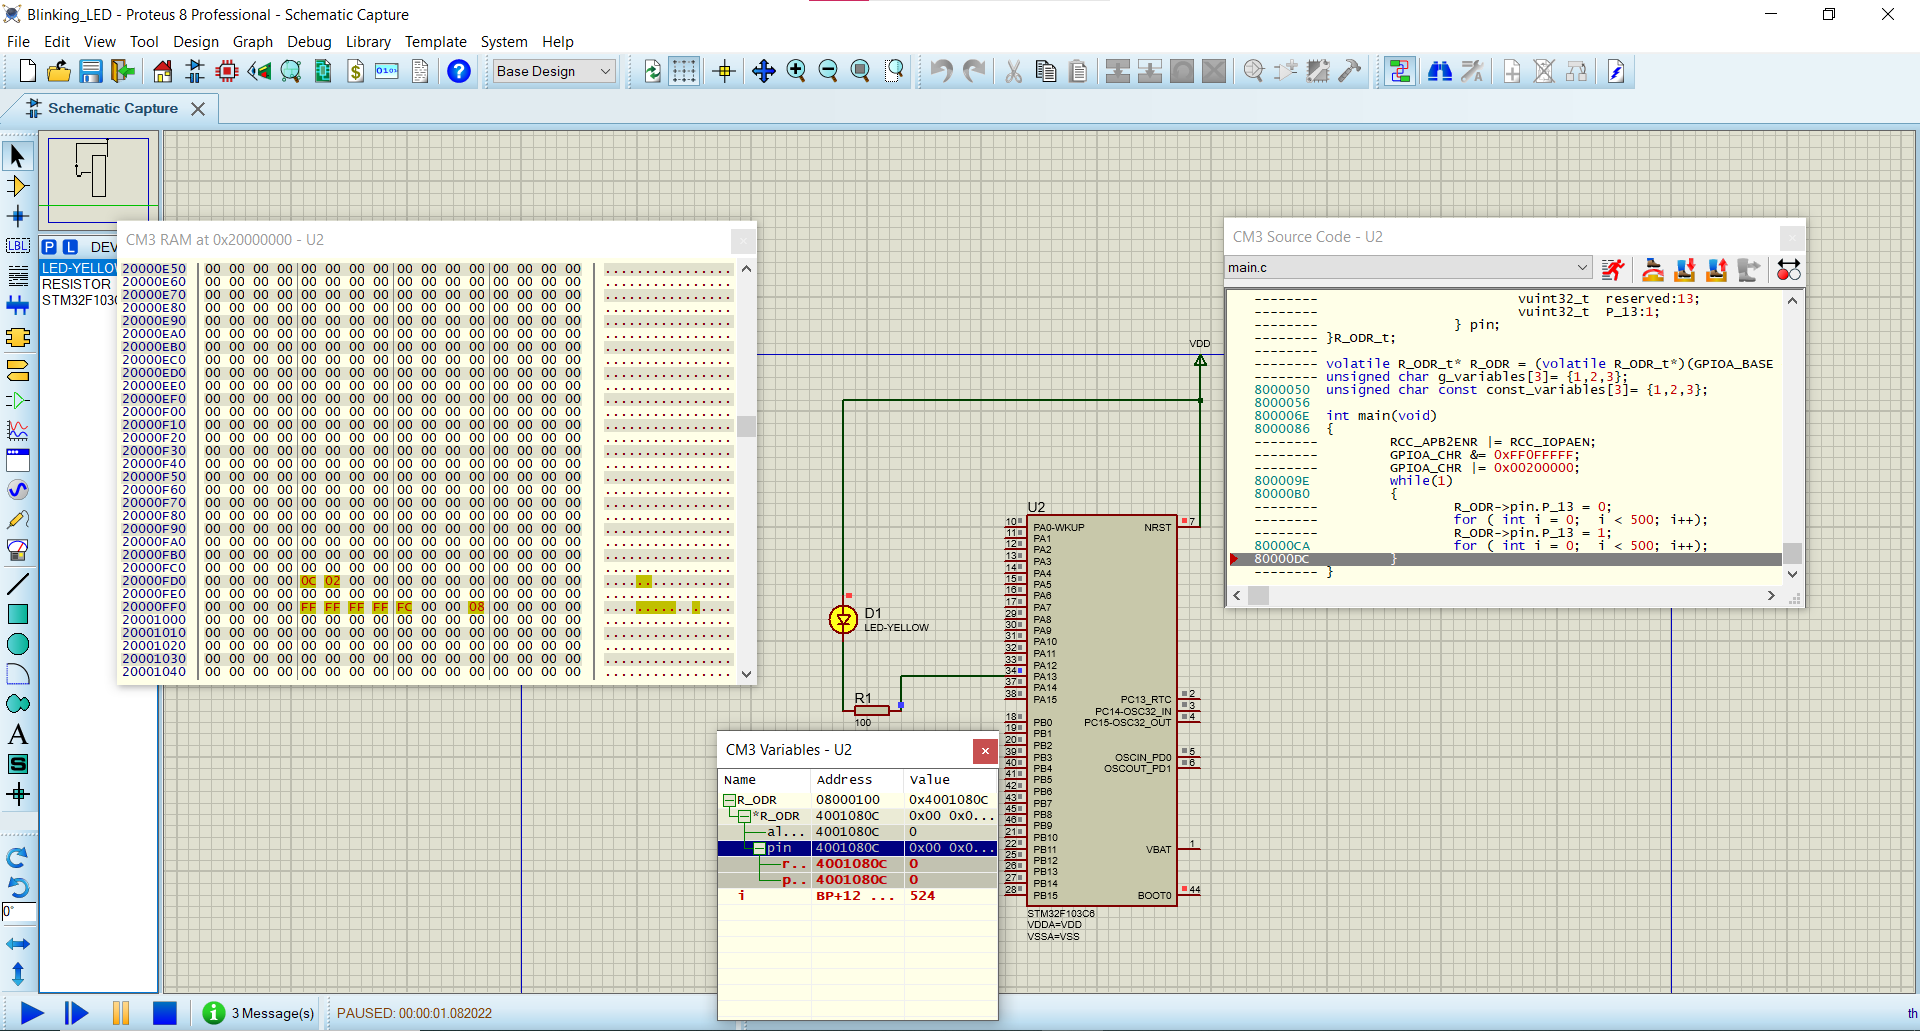 Blinking_LED - Proteus 8 Professional - Schematic Capture
File Edit View Tool Design Graph Debug Library Template System Help
Base Design
Schematic Capture
LBL
P L DEV
LED-YELLOW
RESISTOR
STM32F103C
A
S
0°
CM3 RAM at 0x20000000 - U2
20000E50 00 00 00 00 00 00 00 00 00 00 00 00 00 00 00 00 ................
20000E60 00 00 00 00 00 00 00 00 00 00 00 00 00 00 00 00 ................
20000E70 00 00 00 00 00 00 00 00 00 00 00 00 00 00 00 00 ................
20000E80 00 00 00 00 00 00 00 00 00 00 00 00 00 00 00 00 ................
20000E90 00 00 00 00 00 00 00 00 00 00 00 00 00 00 00 00 ................
20000EA0 00 00 00 00 00 00 00 00 00 00 00 00 00 00 00 00 ................
20000EB0 00 00 00 00 00 00 00 00 00 00 00 00 00 00 00 00 ................
20000EC0 00 00 00 00 00 00 00 00 00 00 00 00 00 00 00 00 ................
20000ED0 00 00 00 00 00 00 00 00 00 00 00 00 00 00 00 00 ................
20000EE0 00 00 00 00 00 00 00 00 00 00 00 00 00 00 00 00 ................
20000EF0 00 00 00 00 00 00 00 00 00 00 00 00 00 00 00 00 ................
20000F00 00 00 00 00 00 00 00 00 00 00 00 00 00 00 00 00 ................
20000F10 00 00 00 00 00 00 00 00 00 00 00 00 00 00 00 00 ................
20000F20 00 00 00 00 00 00 00 00 00 00 00 00 00 00 00 00 ................
20000F30 00 00 00 00 00 00 00 00 00 00 00 00 00 00 00 00 ................
20000F40 00 00 00 00 00 00 00 00 00 00 00 00 00 00 00 00 ................
20000F50 00 00 00 00 00 00 00 00 00 00 00 00 00 00 00 00 ................
20000F60 00 00 00 00 00 00 00 00 00 00 00 00 00 00 00 00 ................
20000F70 00 00 00 00 00 00 00 00 00 00 00 00 00 00 00 00 ................
20000F80 00 00 00 00 00 00 00 00 00 00 00 00 00 00 00 00 ................
20000F90 00 00 00 00 00 00 00 00 00 00 00 00 00 00 00 00 ................
20000FA0 00 00 00 00 00 00 00 00 00 00 00 00 00 00 00 00 ................
20000FB0 00 00 00 00 00 00 00 00 00 00 00 00 00 00 00 00 ................
20000FC0 00 00 00 00 00 00 00 00 00 00 00 00 00 00 00 00 ................
20000FD0 00 00 00 00 0C 02 00 00 00 00 00 00 00 00 00 00 ................
20000FE0 00 00 00 00 00 00 00 00 00 00 00 00 00 00 00 00 ................
20000FF0 00 00 00 00 FF FF FF FF FC 00 00 08 00 00 00 00 ................
20001000 00 00 00 00 00 00 00 00 00 00 00 00 00 00 00 00 ................
20001010 00 00 00 00 00 00 00 00 00 00 00 00 00 00 00 00 ................
20001020 00 00 00 00 00 00 00 00 00 00 00 00 00 00 00 00 ................
20001030 00 00 00 00 00 00 00 00 00 00 00 00 00 00 00 00 ................
20001040 00 00 00 00 00 00 00 00 00 00 00 00 00 00 00 00 ................
CM3 Source Code - U2
main.c
-------- vuint32_t reserved:13;
-------- vuint32_t P_13:1;
-------- } pin;
-------- }R_ODR_t;
--------
-------- volatile R_ODR_t* R_ODR = (volatile R_ODR_t*)(GPIOA_BASE
-------- unsigned char g_variables[3]= {1,2,3};
8000050 unsigned char const const_variables[3]= {1,2,3};
8000056
800006E int main(void)
8000086 {
-------- RCC_APB2ENR |= RCC_IOPAEN;
-------- GPIOA_CHR &= 0xFF0FFFFF;
-------- GPIOA_CHR |= 0x00200000;
800009E while(1)
80000B0 {
-------- R_ODR->pin.P_13 = 0;
-------- for ( int i = 0; i < 500; i++);
-------- R_ODR->pin.P_13 = 1;
80000CA for ( int i = 0; i < 500; i++);
80000DC }
-------- }
VDD
D1
LED-YELLOW
R1
100
U2
10 PA0-WKUP NRST 7
11 PA1
12 PA2
13 PA3
14 PA4
15 PA5
16 PA6
17 PA7
29 PA8
30 PA9
31 PA10
32 PA11
33 PA12
34 PA13
37 PA14
38 PA15 PC13_RTC 2
PC14-OSC32_IN 3
18 PB0 PC15-OSC32_OUT 4
19 PB1
20 PB2
39 PB3 OSCIN_PD0 5
40 PB4 OSCOUT_PD1 6
41 PB5
42 PB6
43 PB7
45 PB8
46 PB9
21 PB10
22 PB11 VBAT 1
25 PB12
26 PB13
27 PB14
28 PB15 BOOT0 44
STM32F103C6
VDDA=VDD
VSSA=VSS
CM3 Variables - U2
Name Address Value
R_ODR 08000100 0x4001080C
*R_ODR 4001080C 0x00 0x0...
al... 4001080C 0
pin 4001080C 0x00 0x0...
r.. 4001080C 0
p.. 4001080C 0
i BP+12 ... 524
3 Message(s) PAUSED: 00:00:01.082022 th